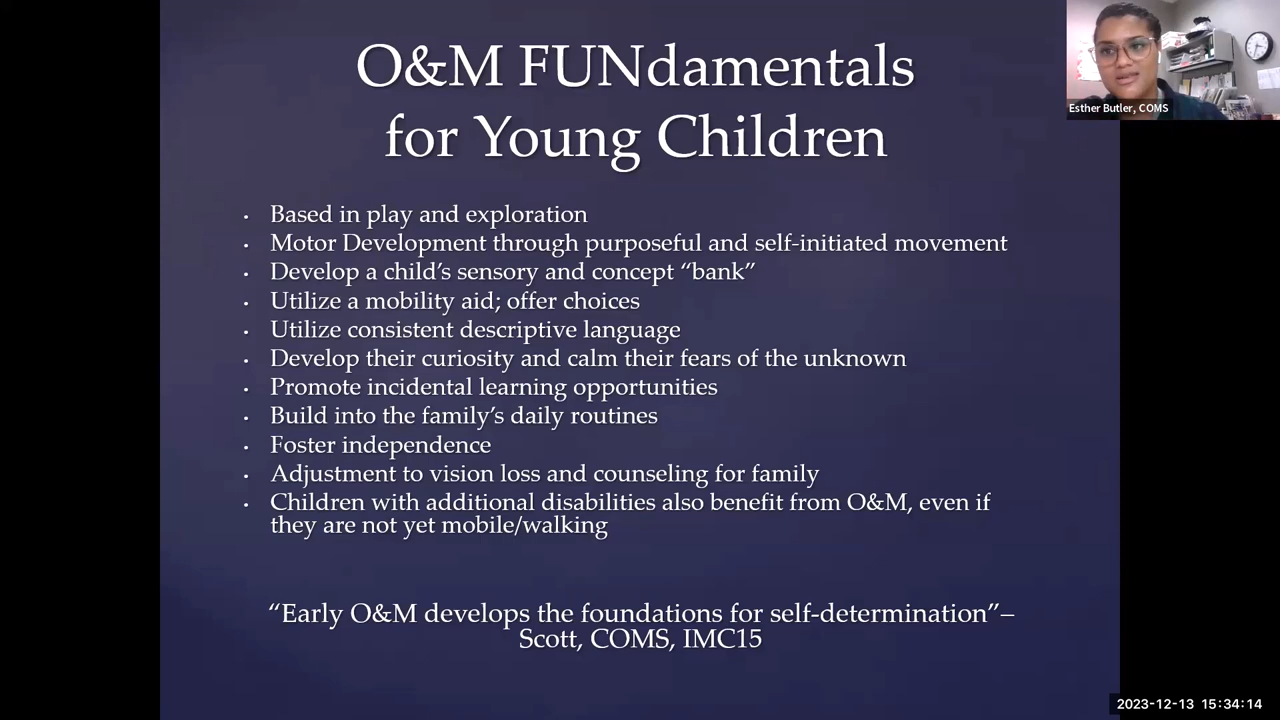 O&M FUNdamentals
for Young Children
Esther Butler, COMS
• Based in play and exploration
• Motor Development through purposeful and self-initiated movement
• Develop a child’s sensory and concept “bank”
• Utilize a mobility aid; offer choices
• Utilize consistent descriptive language
• Develop their curiosity and calm their fears of the unknown
• Promote incidental learning opportunities
• Build into the family’s daily routines
• Foster independence
• Adjustment to vision loss and counseling for family
• Children with additional disabilities also benefit from O&M, even if
they are not yet mobile/walking
“Early O&M develops the foundations for self-determination”–
Scott, COMS, IMC15
2023-12-13 15:34:14